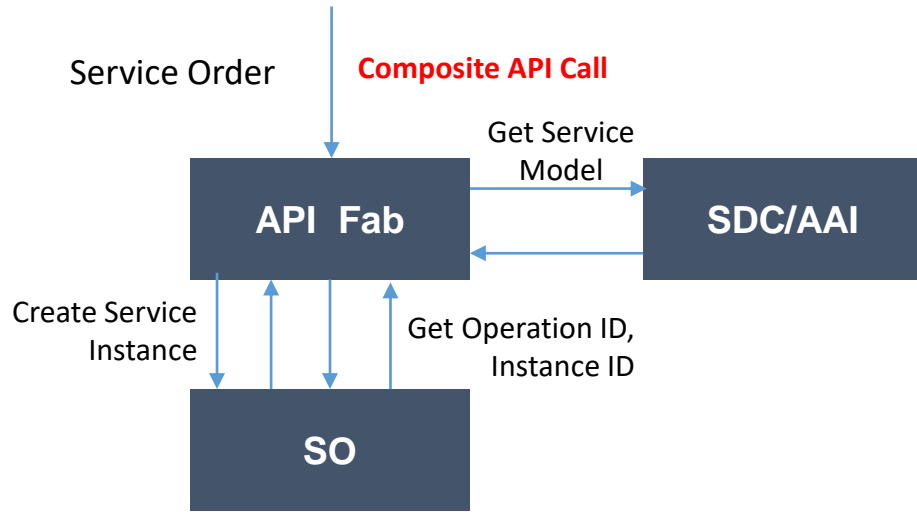 Service Order
Composite API Call
Get Service
Model
API Fab
SDC/AAI
Create Service
Instance
Get Operation ID,
Instance ID
SO